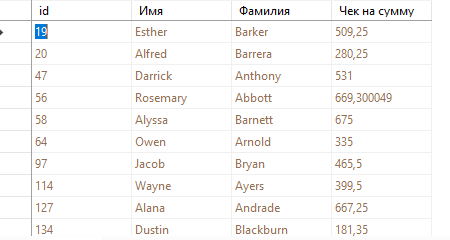 id Имя Фамилия Чек на сумму
19 Esther Barker 509,25
20 Alfred Barrera 280,25
47 Darrick Anthony 531
56 Rosemary Abbott 669,300049
58 Alyssa Barnett 675
64 Owen Arnold 335
97 Jacob Bryan 465,5
114 Wayne Ayers 399,5
127 Alana Andrade 667,25
134 Dustin Blackburn 181,35